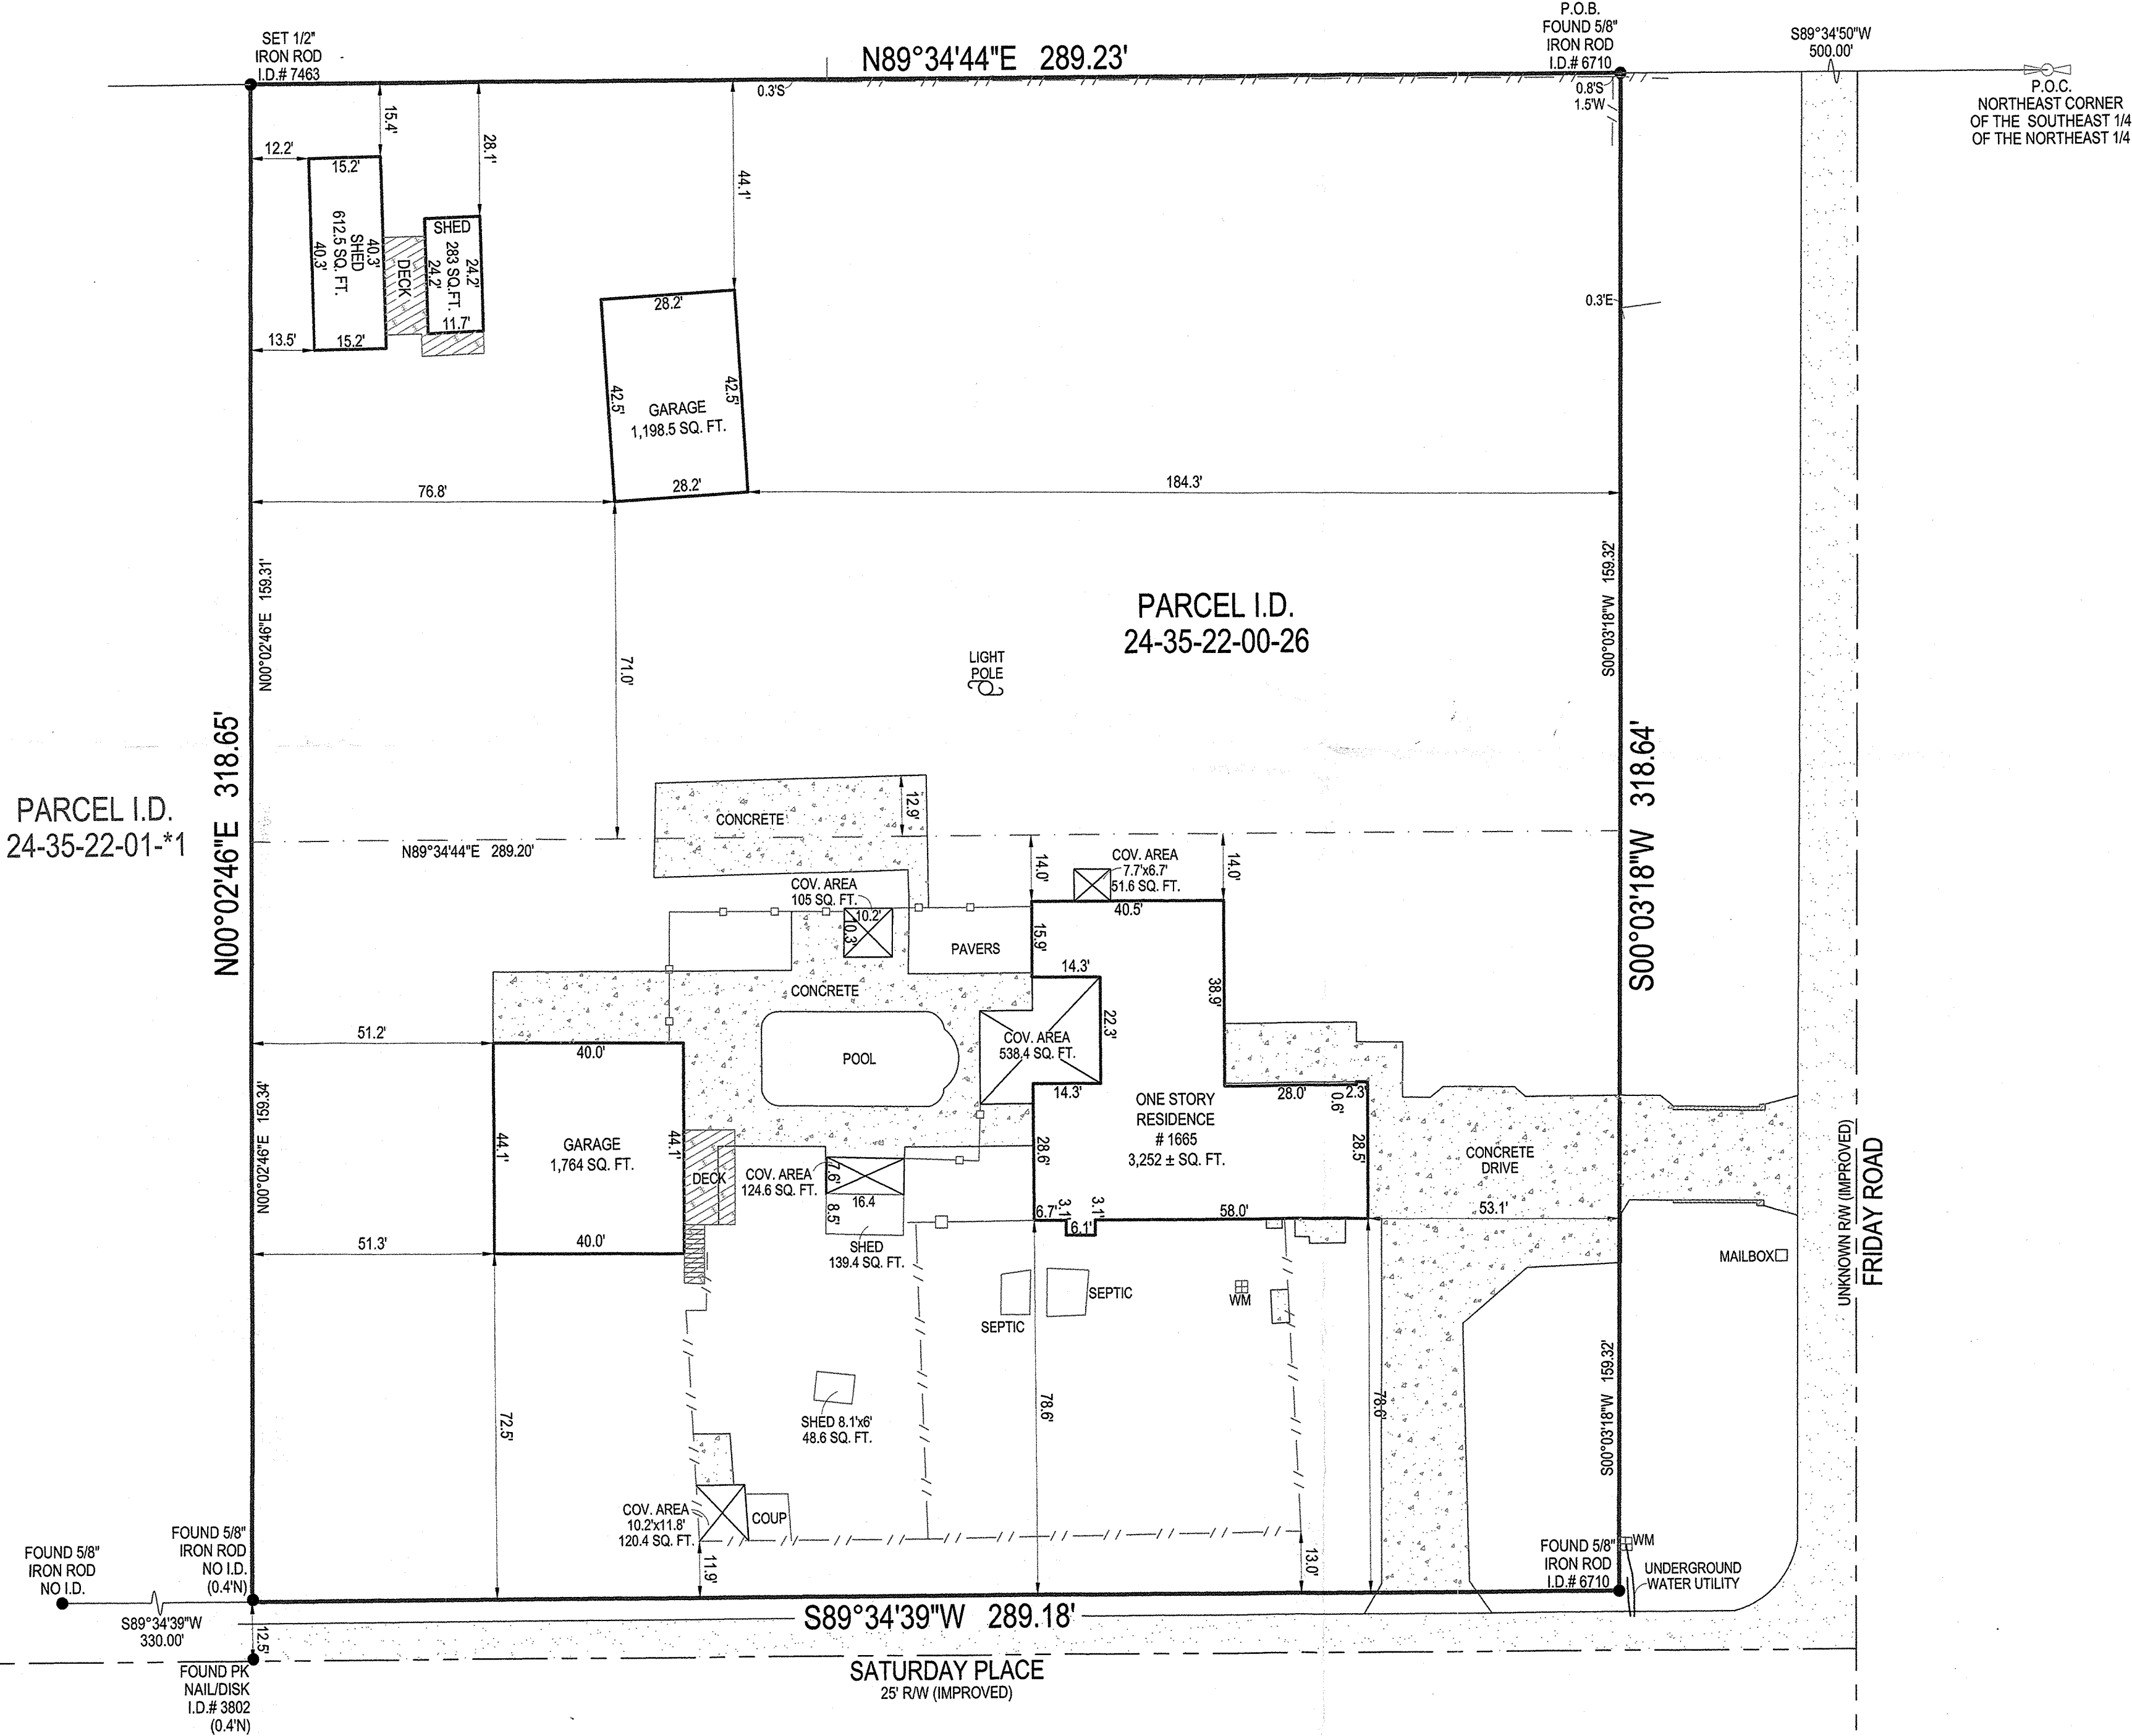 P.O.B.
FOUND 5/8"
IRON ROD
I.D.# 6710
SET 1/2"
IRON ROD
I.D.# 7463
N89°34'44"E 289.23'
S89°34'50"W
500.00'
P.O.C.
NORTHEAST CORNER
OF THE SOUTHEAST 1/4
OF THE NORTHEAST 1/4
0.3'S
0.8'S
1.5'W
15.4'
28.1'
44.1'
12.2'
15.2'
40.3'
SHED
612.5 SQ. FT.
40.3'
DECK
SHED
24.2'
283 SQ.FT.
24.2'
11.7'
13.5'
15.2'
0.3'E
28.2'
42.5'
42.5'
GARAGE
1,198.5 SQ. FT.
28.2'
76.8'
184.3'
N00°02'46"E 159.31'
S00°03'18"W 159.32'
PARCEL I.D.
24-35-22-00-26
LIGHT
POLE
71.0'
N00°02'46"E 318.65'
S00°03'18"W 318.64'
PARCEL I.D.
24-35-22-01-*1
CONCRETE
12.9'
N89°34'44"E 289.20'
14.0'
14.0'
COV. AREA
7.7'x6.7'
51.6 SQ. FT.
COV. AREA
105 SQ. FT.
10.2'
10.3'
40.5'
15.9'
PAVERS
14.3'
38.9'
CONCRETE
22.3'
COV. AREA
538.4 SQ. FT.
51.2'
40.0'
POOL
14.3'
28.0'
2.3'
0.6'
ONE STORY
RESIDENCE
# 1665
3,252 ± SQ. FT.
N00°02'46"E 159.34'
44.1'
44.1'
GARAGE
1,764 SQ. FT.
28.6'
28.5'
CONCRETE
DRIVE
DECK
COV. AREA
124.6 SQ. FT.
7.6'
16.4
8.5'
6.7'
3.1'
6.1'
3.1'
58.0'
53.1'
51.3'
40.0'
SHED
139.4 SQ. FT.
MAILBOX
UNKNOWN R/W (IMPROVED)
FRIDAY ROAD
SEPTIC
SEPTIC
WM
72.5'
78.6'
78.6'
S00°03'18"W 159.32'
SHED 8.1'x6'
48.6 SQ. FT.
COV. AREA
10.2'x11.8'
120.4 SQ. FT.
COUP
11.9'
13.0'
FOUND 5/8"
IRON ROD
NO I.D.
FOUND 5/8"
IRON ROD
NO I.D.
(0.4'N)
FOUND 5/8"
IRON ROD
I.D.# 6710
WM
UNDERGROUND
WATER UTILITY
S89°34'39"W
330.00'
12.5'
S89°34'39"W 289.18'
FOUND PK
NAIL/DISK
I.D.# 3802
(0.4'N)
SATURDAY PLACE
25' R/W (IMPROVED)